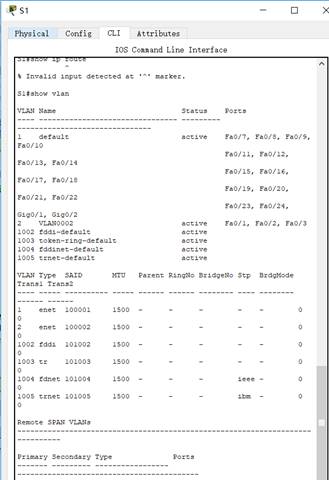 S1
Physical Config CLI Attributes
IOS Command Line Interface
S1#show ip route
^
% Invalid input detected at '^' marker.
S1#show vlan
VLAN Name Status Ports
---- -------------------------------- --------- -------------------------------
1 default active Fa0/7, Fa0/8, Fa0/9,
Fa0/10
Fa0/11, Fa0/12,
Fa0/13, Fa0/14
Fa0/15, Fa0/16,
Fa0/17, Fa0/18
Fa0/19, Fa0/20,
Fa0/21, Fa0/22
Fa0/23, Fa0/24,
Gig0/1, Gig0/2
2 VLAN0002 active Fa0/1, Fa0/2, Fa0/3
1002 fddi-default active
1003 token-ring-default active
1004 fddinet-default active
1005 trnet-default active
VLAN Type SAID MTU Parent RingNo BridgeNo Stp BrdgMode
Trans1 Trans2
---- ----- ---------- ----- ------ ------ -------- ---- --------
------ ------
1 enet 100001 1500 - - - - - 0
0
2 enet 100002 1500 - - - - - 0
0
1002 fddi 101002 1500 - - - - - 0
0
1003 tr 101003 1500 - - - - - 0
0
1004 fdnet 101004 1500 - - - ieee - 0
0
1005 trnet 101005 1500 - - - ibm - 0
0
Remote SPAN VLANs
------------------------------------------------------------------------------
Primary Secondary Type Ports
------- --------- ----------------- ------------------------------------------